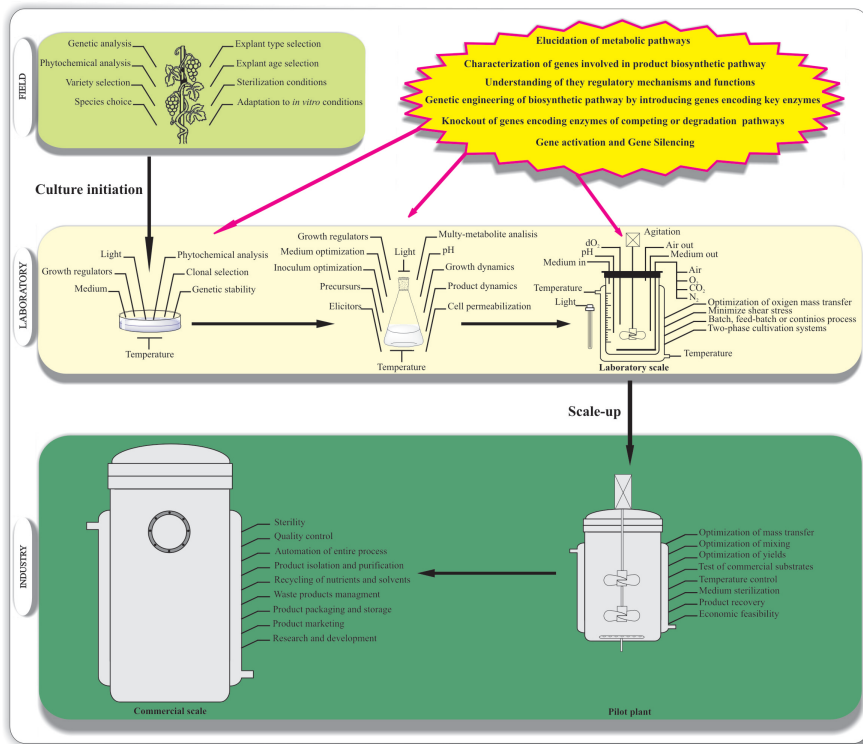 FIELD
Genetic analysis
Phytochemical analysis
Variety selection
Species choice
Explant type selection
Explant age selection
Sterilization conditions
Adaptation to in vitro conditions
Elucidation of metabolic pathways
Characterization of genes involved in product biosynthetic pathway
Understanding of they regulatory mechanisms and functions
Genetic engineering of biosynthetic pathway by introducing genes encoding key enzymes
Knockout of genes encoding enzymes of competing or degradation pathways
Gene activation and Gene Silencing
Culture initiation
LABORATORY
Light
Growth regulators
Medium
Phytochemical analysis
Clonal selection
Genetic stability
Temperature
Growth regulators
Medium optimization
Inoculum optimization
Precursurs
Elicitors
Light
Multy-metabolite analisis
pH
Growth dynamics
Product dynamics
Cell permeabilization
Temperature
Agitation
dO₂
pH
Medium in
Air out
Medium out
Air
O₂
CO₂
N₂
Temperature
Light
Optimization of oxigen mass transfer
Minimize shear stress
Batch, feed-batch or continios process
Two-phase cultivation systems
Temperature
Laboratory scale
Scale-up
INDUSTRY
Sterility
Quality control
Automation of entire process
Product isolation and purification
Recycling of nutrients and solvents
Waste products managment
Product packaging and storage
Product marketing
Research and development
Commercial scale
Optimization of mass transfer
Optimization of mixing
Optimization of yields
Test of commercial substrates
Temperature control
Medium sterilization
Product recovery
Economic feasibility
Pilot plant